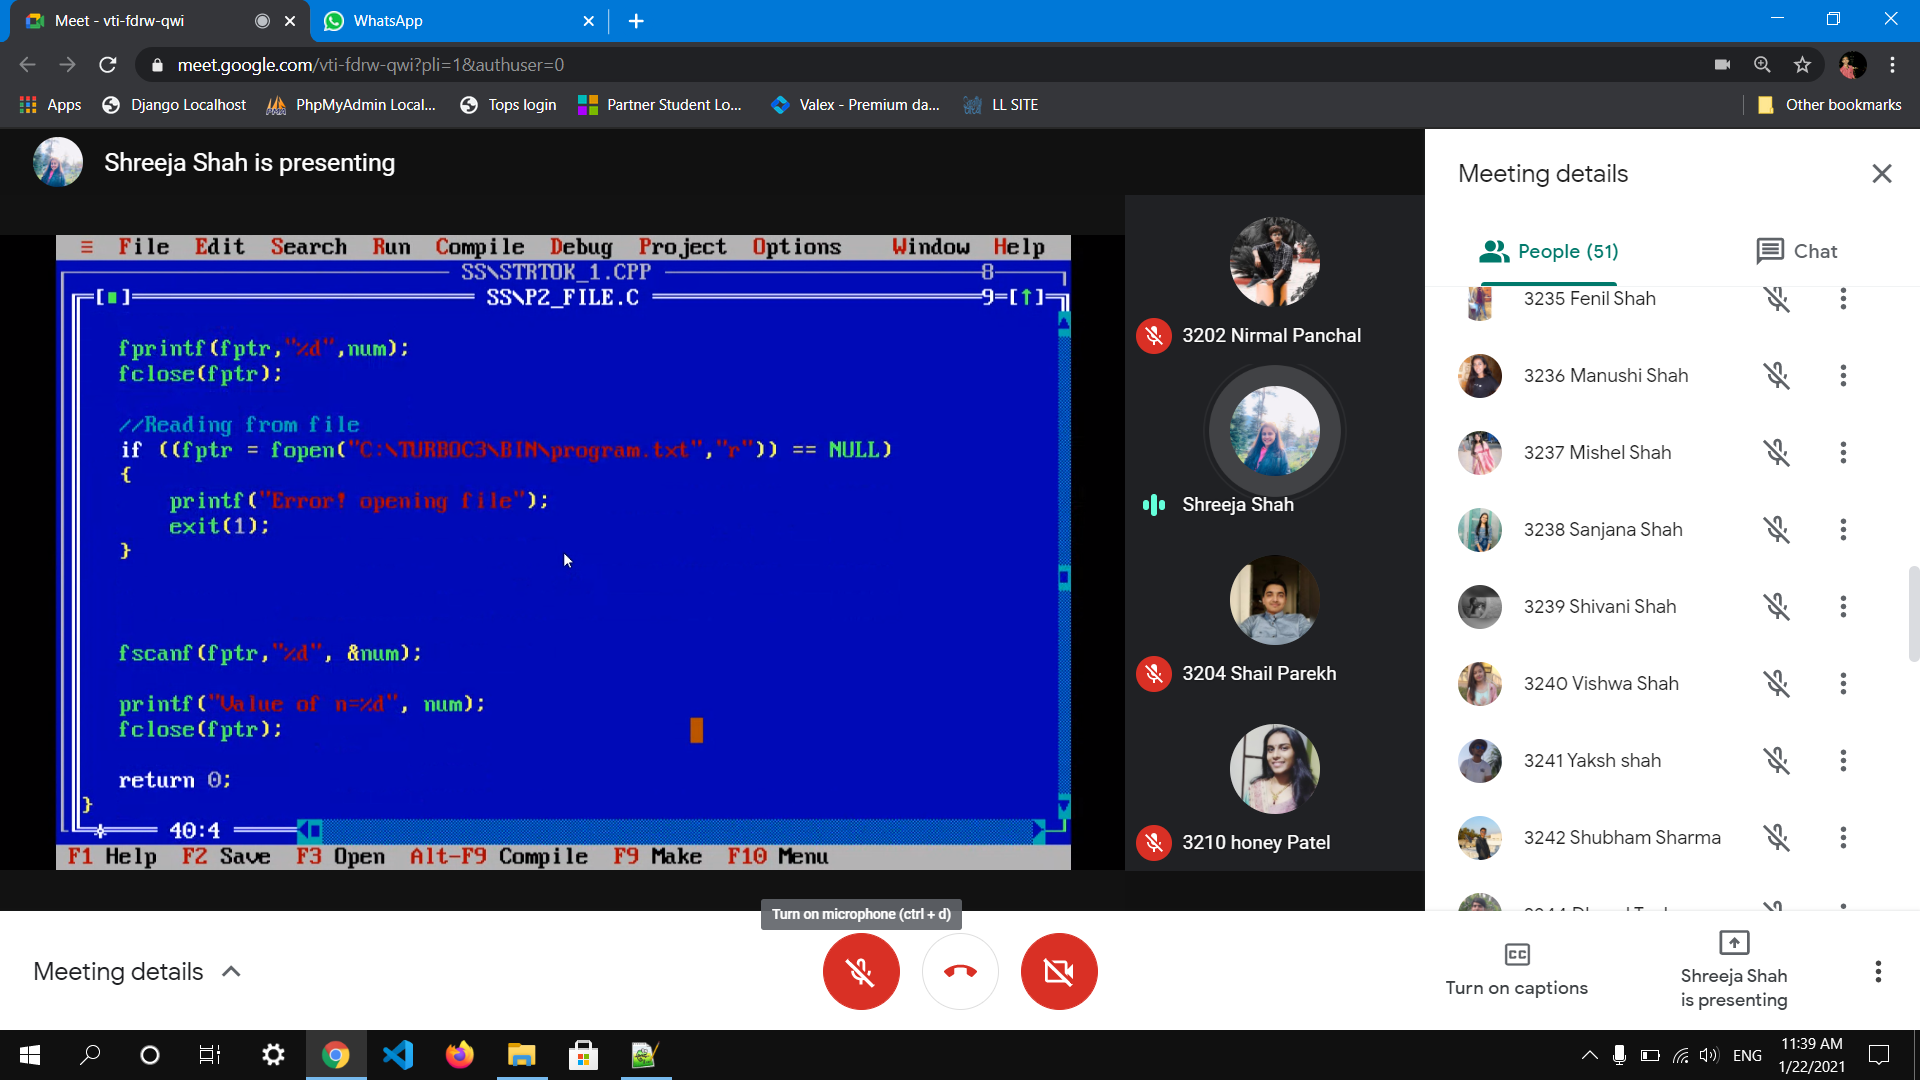 Meet - vti-fdrw-qwi
WhatsApp
meet.google.com/vti-fdrw-qwi?pli=1&authuser=0
Apps
Django Localhost
PhpMyAdmin Local...
Tops login
Partner Student Lo...
Valex - Premium da...
LL SITE
Other bookmarks
Shreeja Shah is presenting
≡ File Edit Search Run Compile Debug Project Options Window Help
SS\STRTOK_1.CPP 8
[■] SS\P2_FILE.C 9=[↑]
fprintf(fptr,"%d",num);
fclose(fptr);
//Reading from file
if ((fptr = fopen("C:\TURBOC3\BIN\program.txt","r")) == NULL)
{
printf("Error! opening file");
exit(1);
}
fscanf(fptr,"%d", &num);
printf("Value of n=%d", num);
fclose(fptr);
return 0;
}
40:4
F1 Help F2 Save F3 Open Alt-F9 Compile F9 Make F10 Menu
3202 Nirmal Panchal
Shreeja Shah
3204 Shail Parekh
3210 honey Patel
Meeting details
People (51)
Chat
3235 Fenil Shah
3236 Manushi Shah
3237 Mishel Shah
3238 Sanjana Shah
3239 Shivani Shah
3240 Vishwa Shah
3241 Yaksh shah
3242 Shubham Sharma
Turn on microphone (ctrl + d)
Meeting details
CC
Turn on captions
Shreeja Shah
is presenting
ENG
11:39 AM
1/22/2021